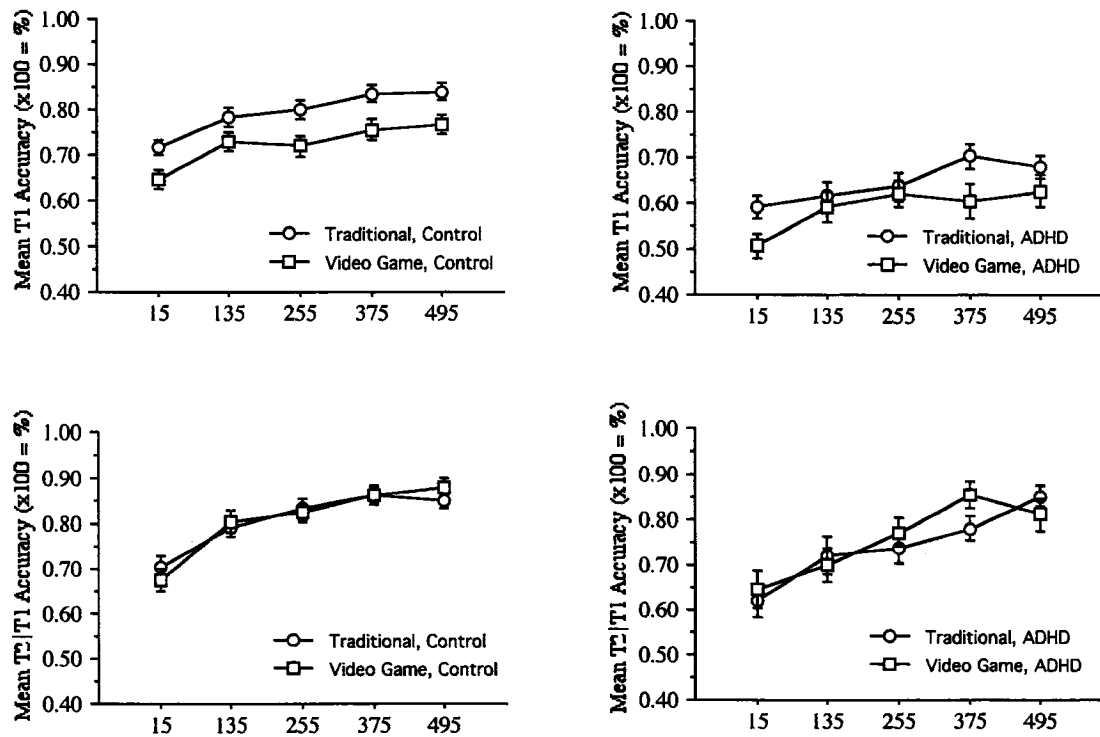 Mean T1 Accuracy (x100 = %)
1.00
0.90
0.80
0.70
0.60
0.50
0.40
Traditional, Control
Video Game, Control
15 135 255 375 495
Mean T1 Accuracy (x100 = %)
1.00
0.90
0.80
0.70
0.60
0.50
0.40
Traditional, ADHD
Video Game, ADHD
15 135 255 375 495
Mean T2|T1 Accuracy (x100 = %)
1.00
0.90
0.80
0.70
0.60
0.50
0.40
Traditional, Control
Video Game, Control
15 135 255 375 495
Mean T2|T1 Accuracy (x100 = %)
1.00
0.90
0.80
0.70
0.60
0.50
0.40
Traditional, ADHD
Video Game, ADHD
15 135 255 375 495